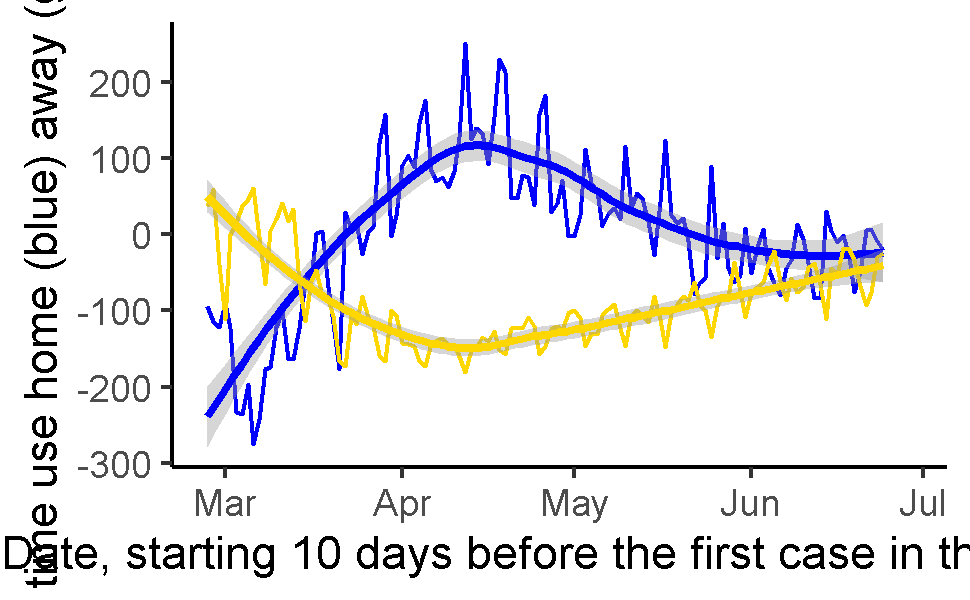 time use home (blue) away (
200
100
0
-100
-200
-300
Mar Apr May Jun Jul
Date, starting 10 days before the first case in th